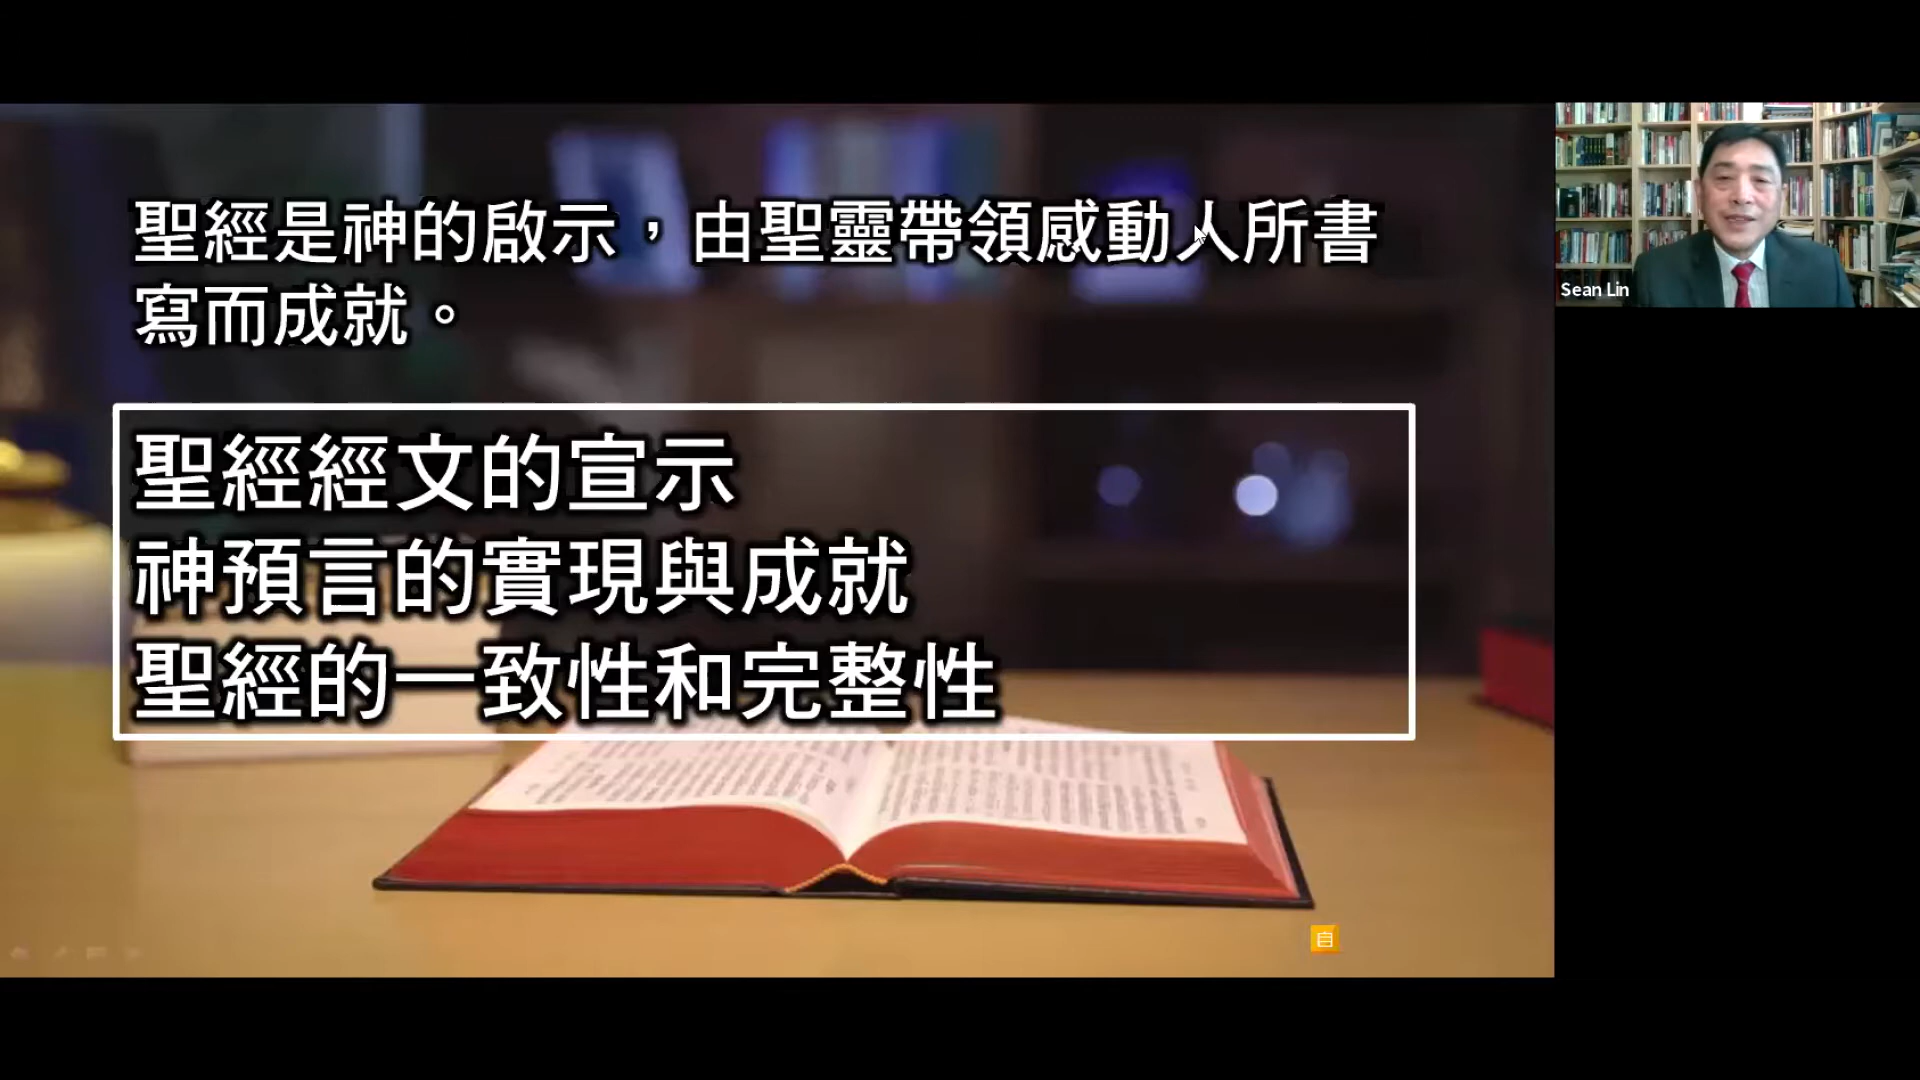 聖經是神的啟示，由聖靈帶領感動人所書
寫而成就。
聖經經文的宣示
神預言的實現與成就
聖經的一致性和完整性
Sean Lin
自